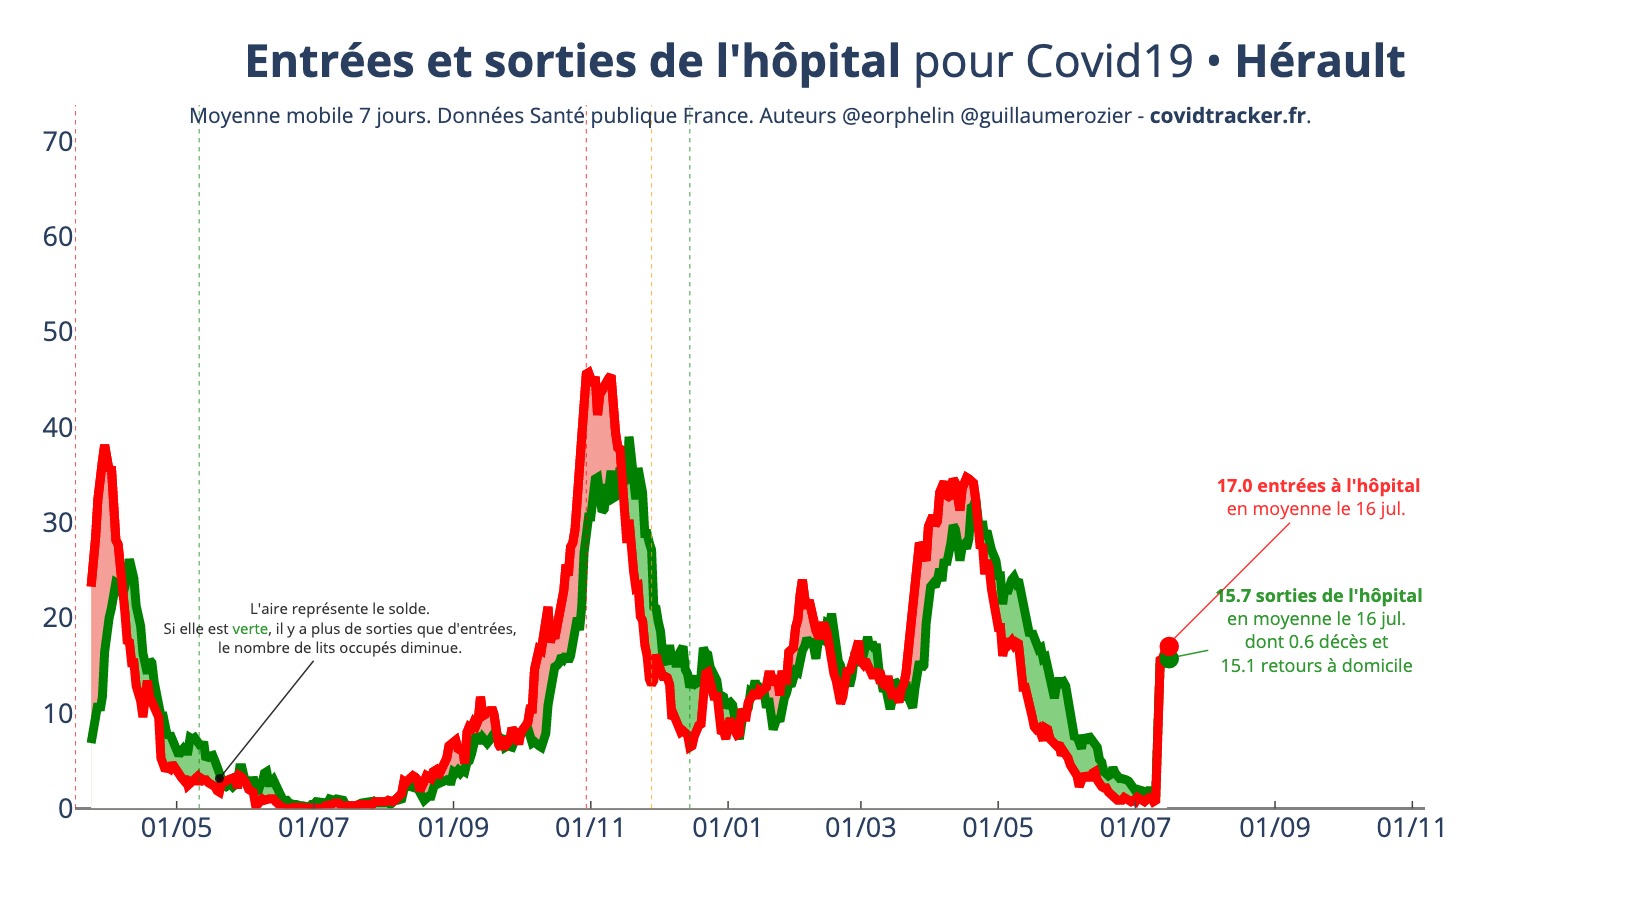 Entrées et sorties de l'hôpital pour Covid19 • Hérault
Moyenne mobile 7 jours. Données Santé publique France. Auteurs @eorphelin @guillaumerozier - covidtracker.fr.
70
60
50
40
30
20
10
0
17.0 entrées à l'hôpital
en moyenne le 16 jul.
15.7 sorties de l'hôpital
en moyenne le 16 jul.
dont 0.6 décès et
15.1 retours à domicile
L'aire représente le solde.
Si elle est verte, il y a plus de sorties que d'entrées,
le nombre de lits occupés diminue.
01/05 01/07 01/09 01/11 01/01 01/03 01/05 01/07 01/09 01/11